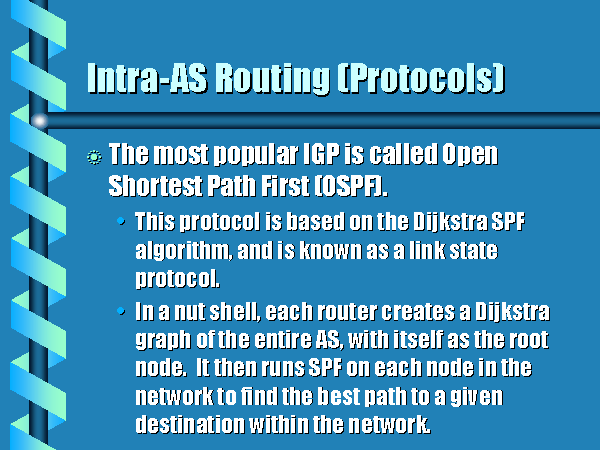 Intra-AS Routing (Protocols)
The most popular IGP is called Open
Shortest Path First (OSPF).
• This protocol is based on the Dijkstra SPF
algorithm, and is known as a link state
protocol.
• In a nut shell, each router creates a Dijkstra
graph of the entire AS, with itself as the root
node.  It then runs SPF on each node in the
network to find the best path to a given
destination within the network.